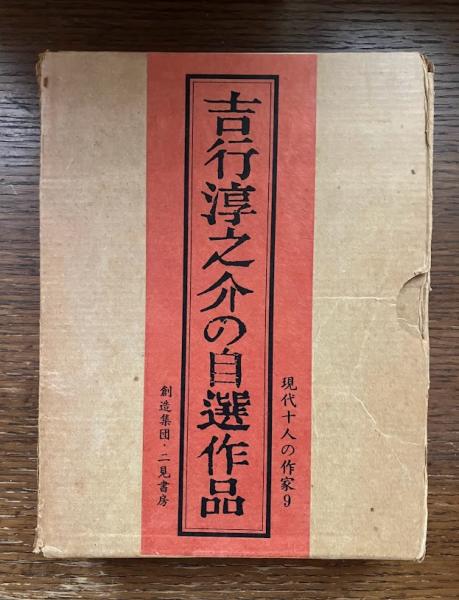 現代十人の作家9
吉行淳之介の自選作品
創造集団・二見書房